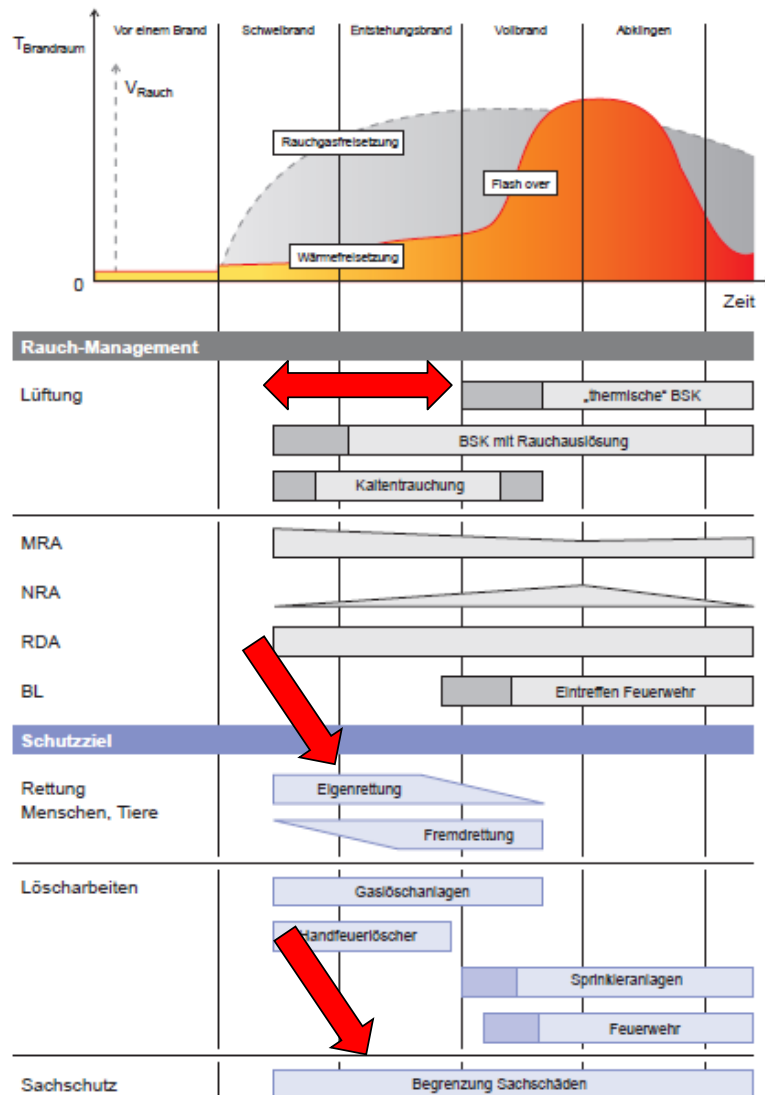 Vor einem Brand
Schwelbrand
Entstehungsbrand
Vollbrand
Abklingen
TBrandraum
VRauch
Rauchgasfreisetzung
Flash over
Wärmefreisetzung
0
Zeit
Rauch-Management
Lüftung
„thermische“ BSK
BSK mit Rauchauslösung
Kaltentrauchung
MRA
NRA
RDA
BL
Eintreffen Feuerwehr
Schutzziel
Rettung
Menschen, Tiere
Eigenrettung
Fremdrettung
Löscharbeiten
Gaslöschanlagen
Handfeuerlöscher
Sprinkleranlagen
Feuerwehr
Sachschutz
Begrenzung Sachschäden